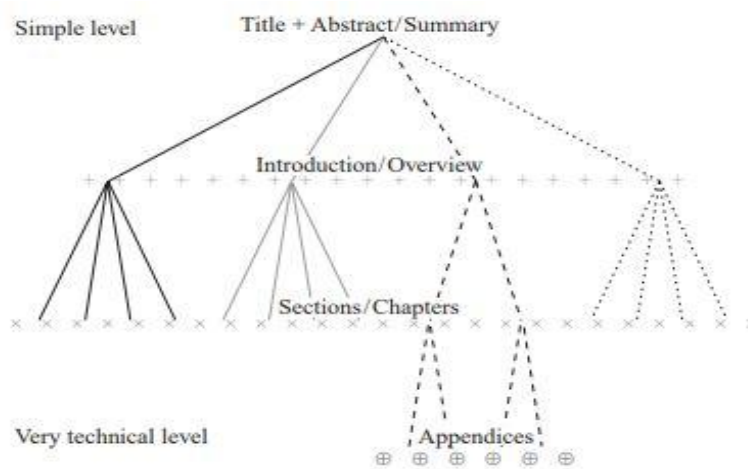 Simple level
Title + Abstract/Summary
Introduction/Overview
Sections/Chapters
Very technical level
Appendices